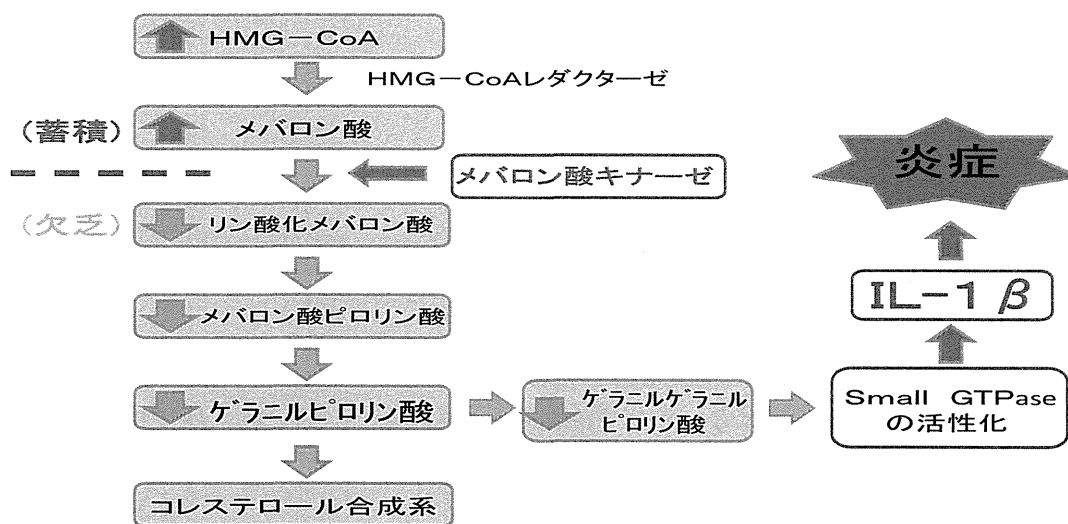 HMG-CoA
HMG-CoAレダクターゼ
(蓄積)
メバロン酸
メバロン酸キナーゼ
(欠乏)
リン酸化メバロン酸
メバロン酸ピロリン酸
ゲラニルピロリン酸
ゲラニルゲラニル
ピロリン酸
Small GTPase
の活性化
IL-1β
炎症
コレステロール合成系